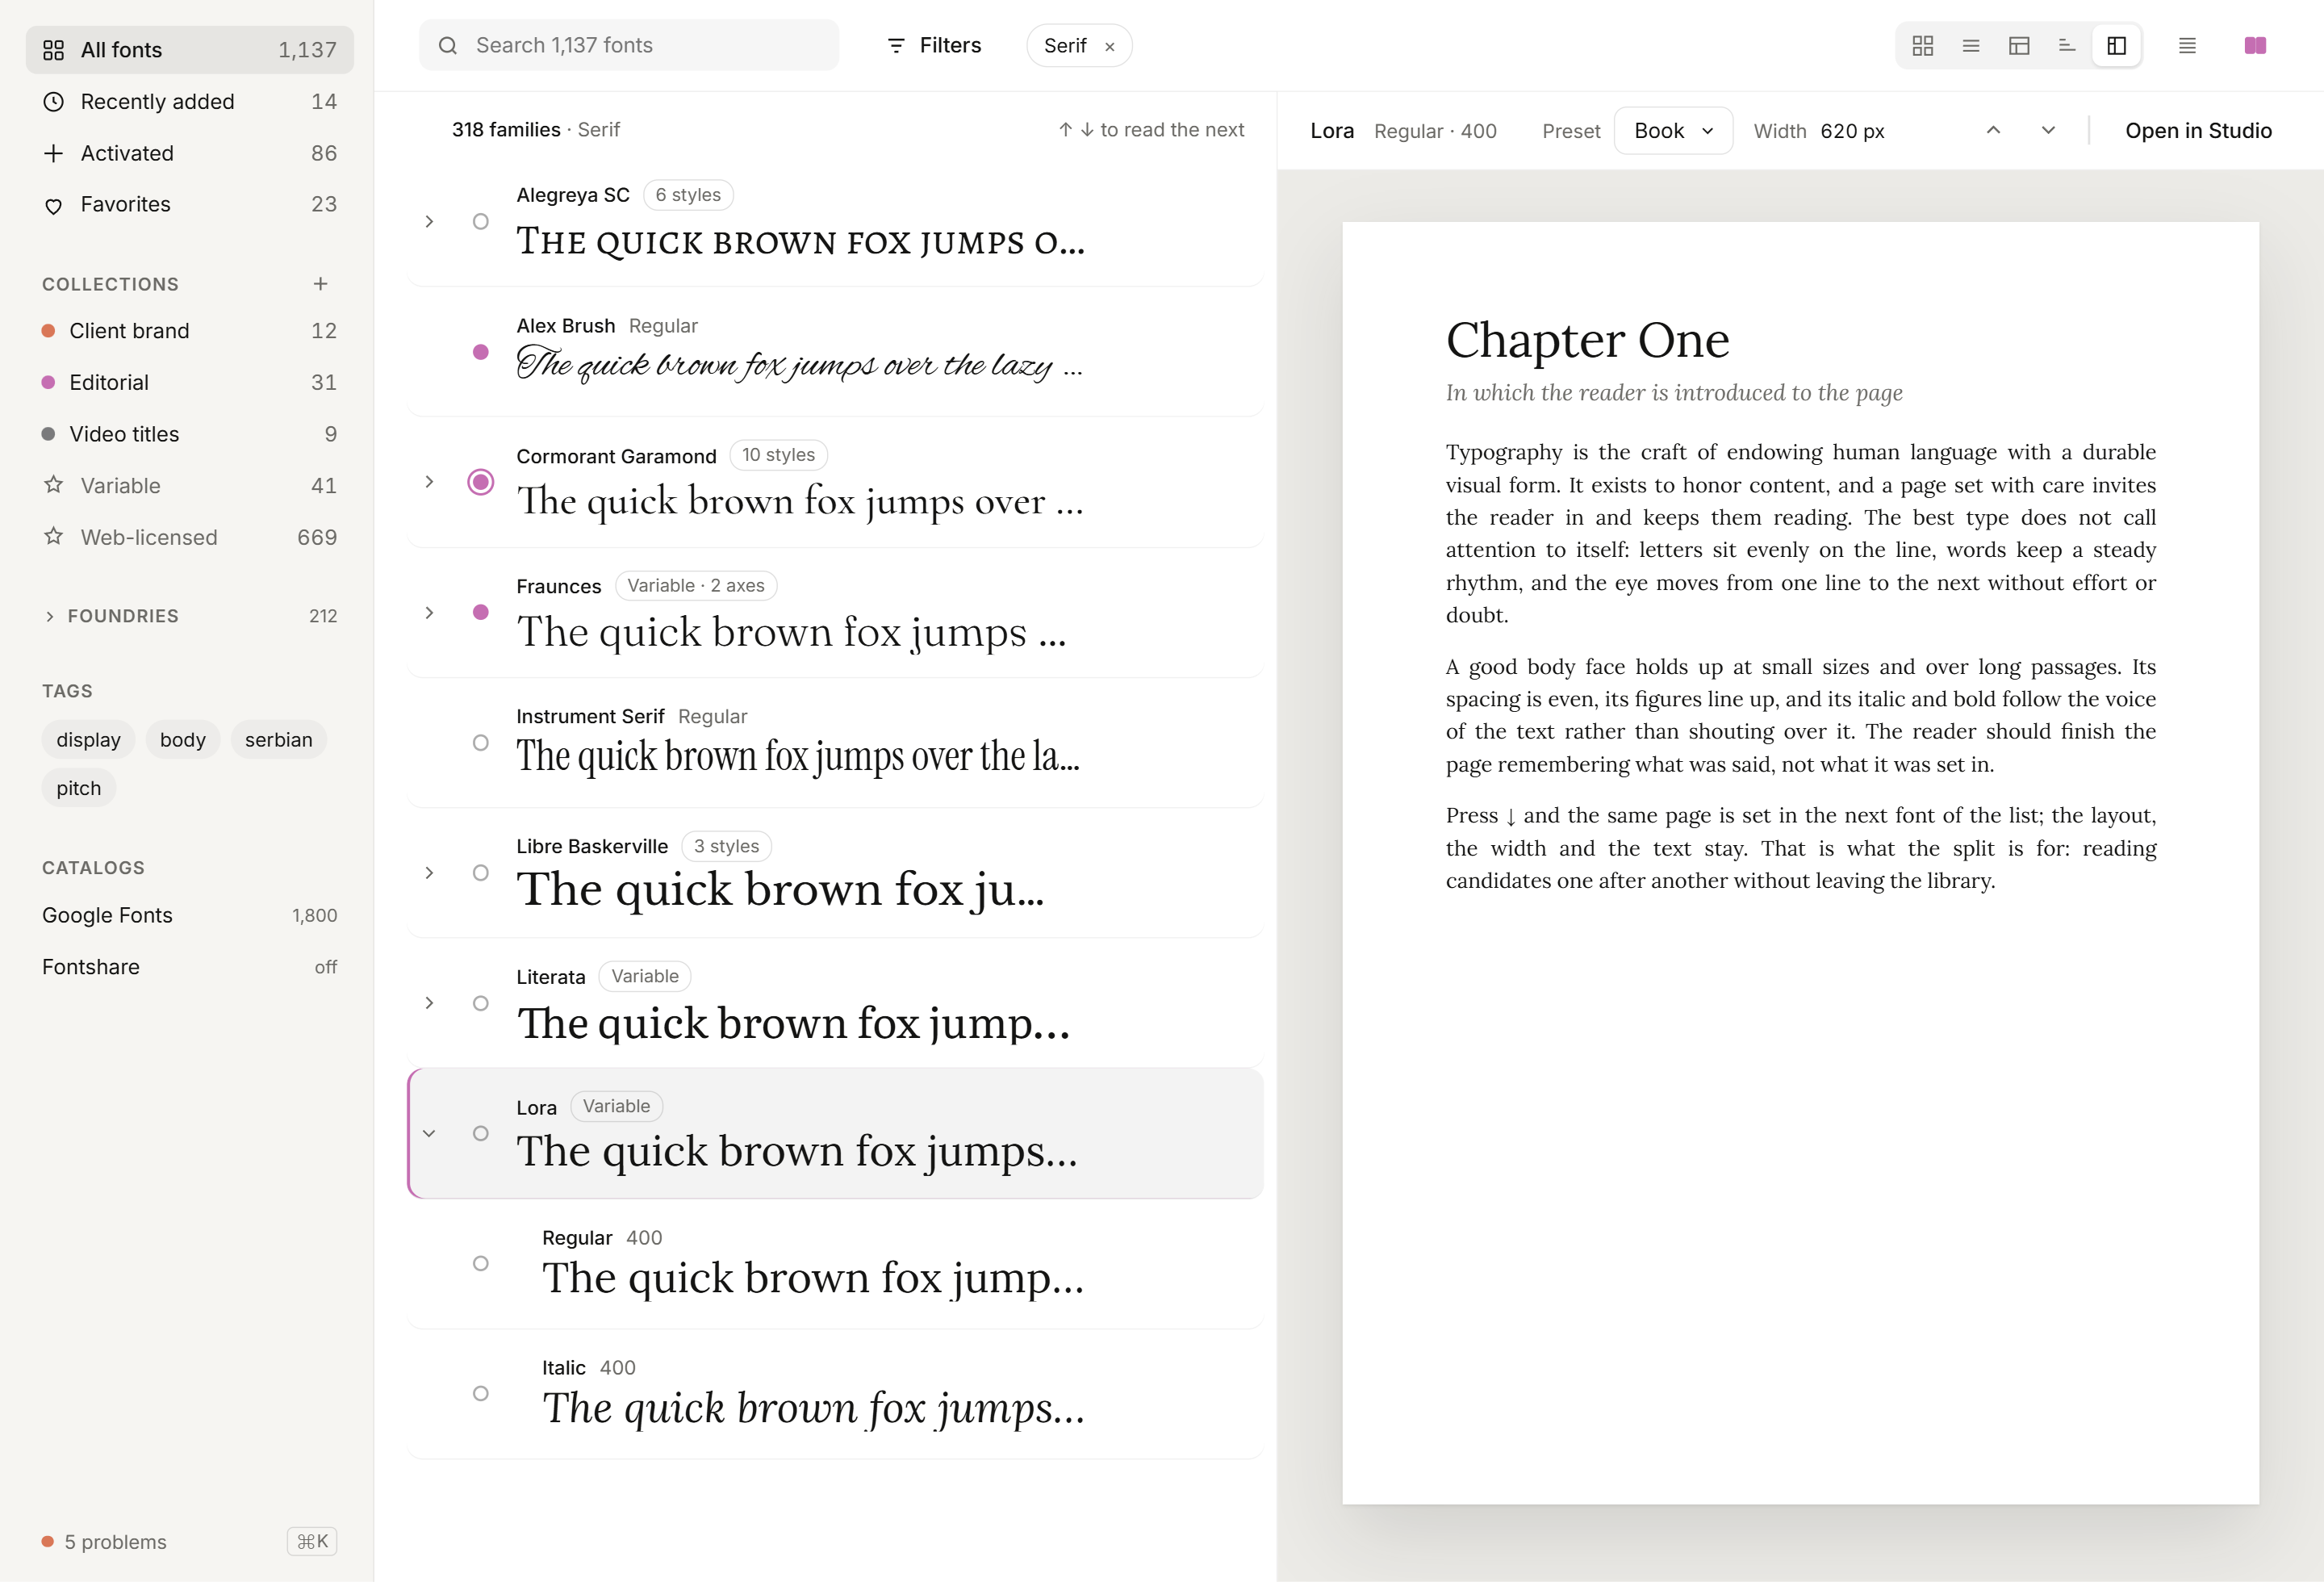 All fonts 1,137
Recently added 14
Activated 86
Favorites 23
COLLECTIONS +
Client brand 12
Editorial 31
Video titles 9
Variable 41
Web-licensed 669
FOUNDRIES 212
TAGS
display body serbian
pitch
CATALOGS
Google Fonts 1,800
Fontshare off
5 problems ⌘K
Search 1,137 fonts
Filters
Serif ×
318 families · Serif
↑ ↓ to read the next
Alegreya SC 6 styles
The quick brown fox jumps o...
Alex Brush Regular
The quick brown fox jumps over the lazy ...
Cormorant Garamond 10 styles
The quick brown fox jumps over ...
Fraunces Variable · 2 axes
The quick brown fox jumps ...
Instrument Serif Regular
The quick brown fox jumps over the la...
Libre Baskerville 3 styles
The quick brown fox ju...
Literata Variable
The quick brown fox jump...
Lora Variable
The quick brown fox jumps...
Regular 400
The quick brown fox jump...
Italic 400
The quick brown fox jumps...
Lora Regular · 400 Preset Book Width 620 px Open in Studio
Chapter One
In which the reader is introduced to the page
Typography is the craft of endowing human language with a durable
visual form. It exists to honor content, and a page set with care invites
the reader in and keeps them reading. The best type does not call
attention to itself: letters sit evenly on the line, words keep a steady
rhythm, and the eye moves from one line to the next without effort or
doubt.
A good body face holds up at small sizes and over long passages. Its
spacing is even, its figures line up, and its italic and bold follow the voice
of the text rather than shouting over it. The reader should finish the
page remembering what was said, not what it was set in.
Press ↓ and the same page is set in the next font of the list; the layout,
the width and the text stay. That is what the split is for: reading
candidates one after another without leaving the library.